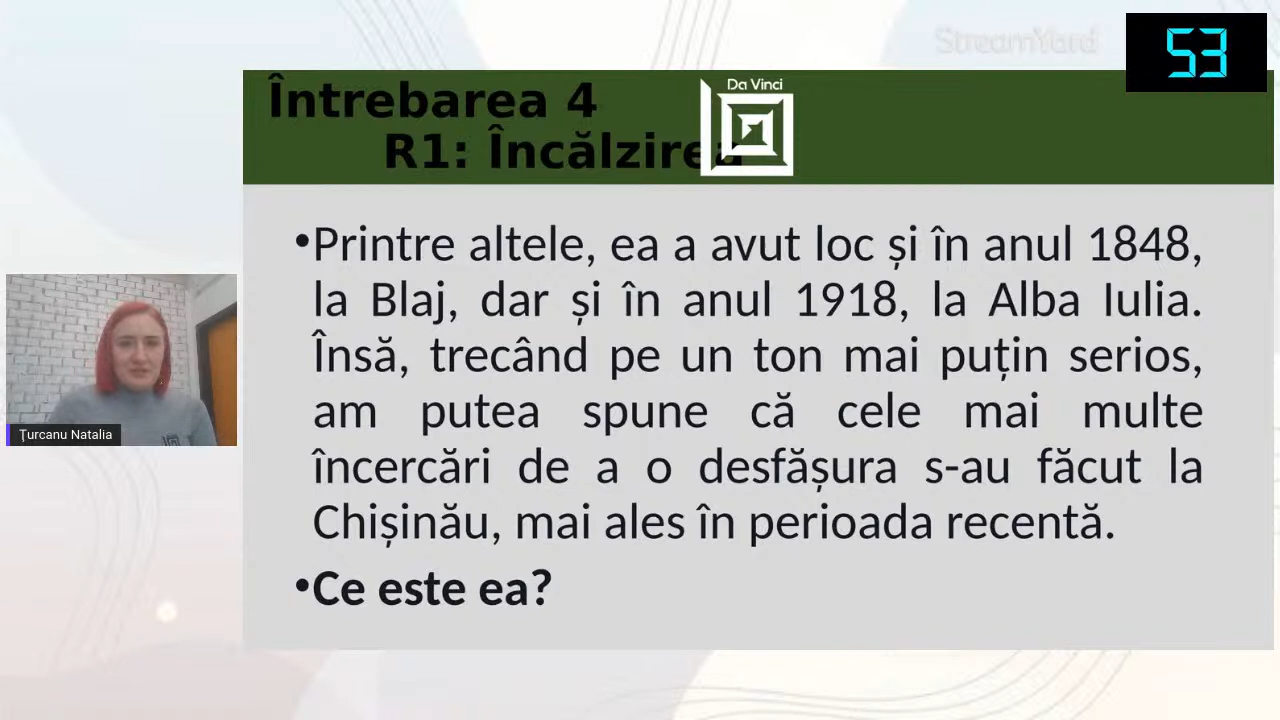 StreamYard
53
Întrebarea 4
Da Vinci
R1: Încălzirea
•Printre altele, ea a avut loc și în anul 1848,
la Blaj, dar și în anul 1918, la Alba Iulia.
Însă, trecând pe un ton mai puțin serios,
am putea spune că cele mai multe
încercări de a o desfășura s-au făcut la
Chișinău, mai ales în perioada recentă.
•Ce este ea?
Țurcanu Natalia